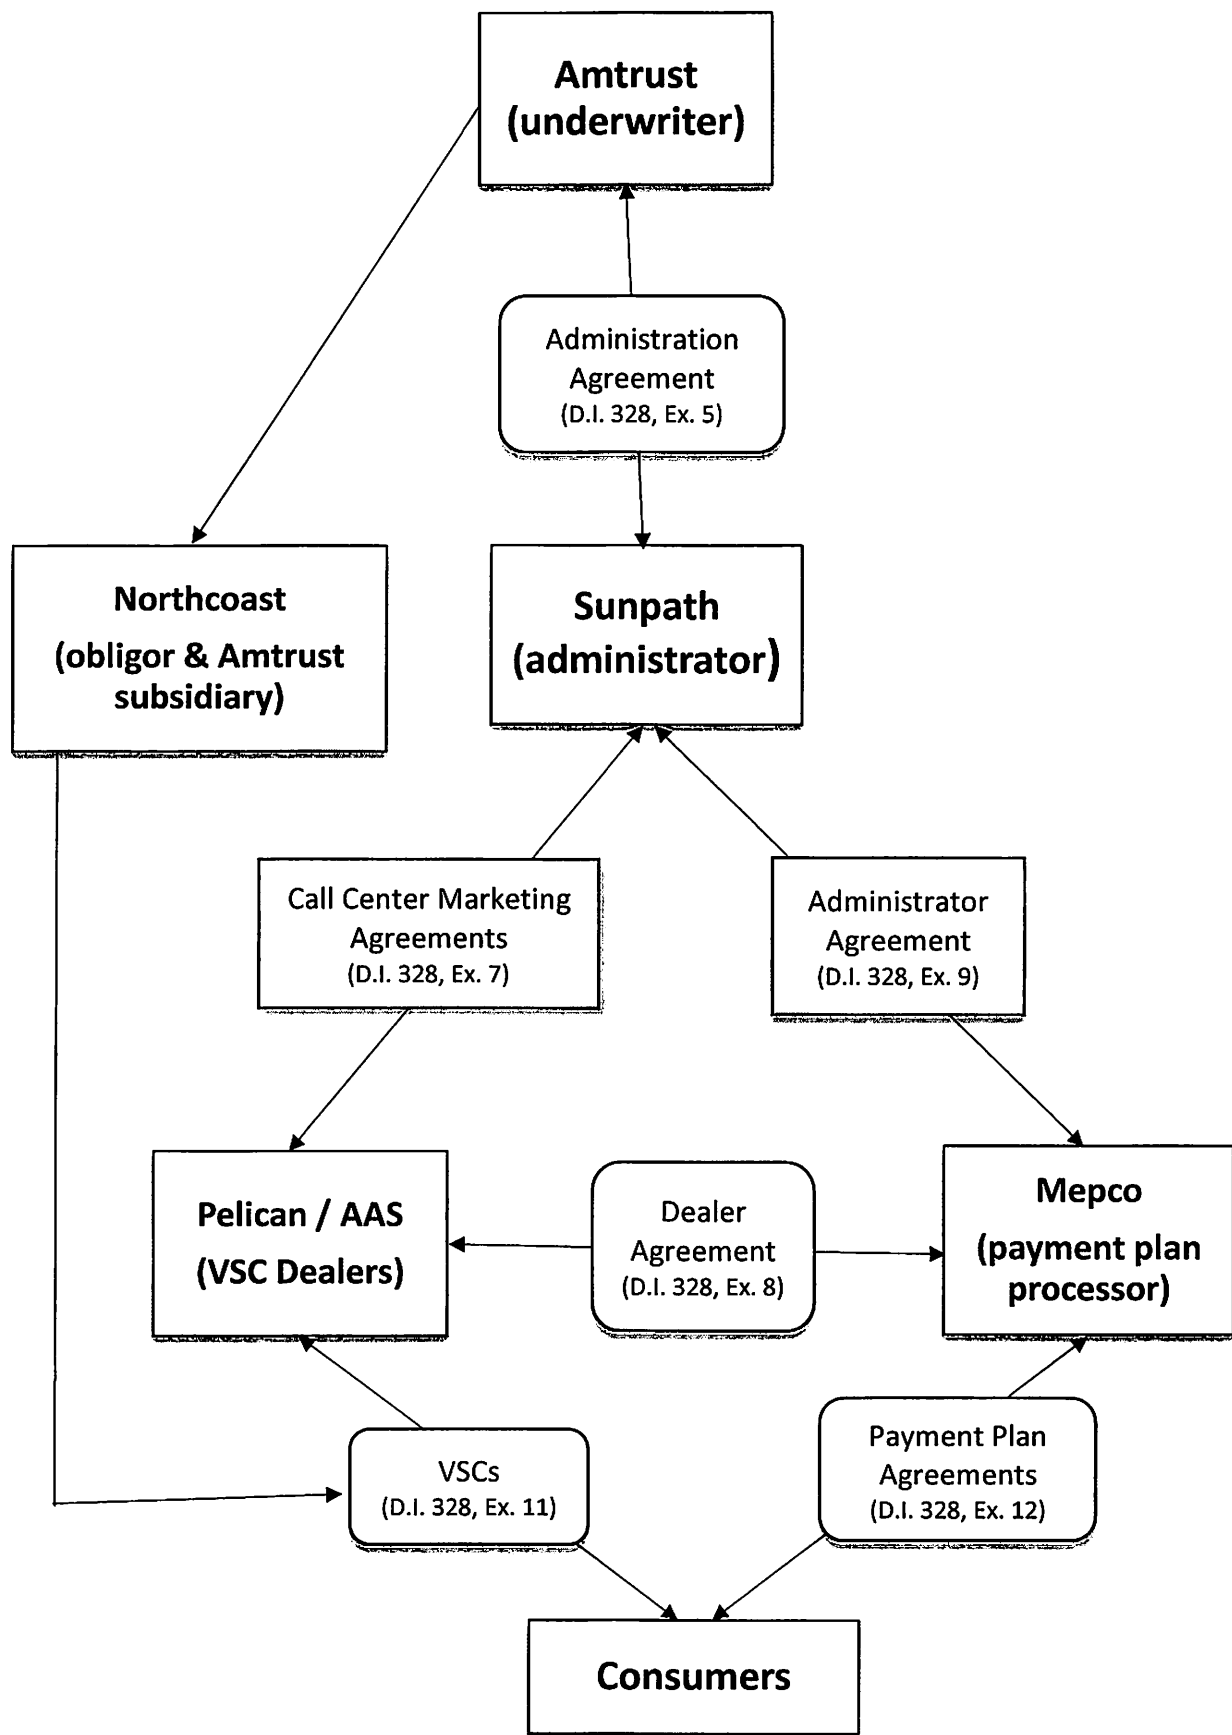 Amtrust
(underwriter)
Administration
Agreement
(D.I. 328, Ex. 5)
Northcoast
(obligor & Amtrust
subsidiary)
Sunpath
(administrator)
Call Center Marketing
Agreements
(D.I. 328, Ex. 7)
Administrator
Agreement
(D.I. 328, Ex. 9)
Pelican / AAS
(VSC Dealers)
Dealer
Agreement
(D.I. 328, Ex. 8)
Mepco
(payment plan
processor)
VSCs
(D.I. 328, Ex. 11)
Payment Plan
Agreements
(D.I. 328, Ex. 12)
Consumers